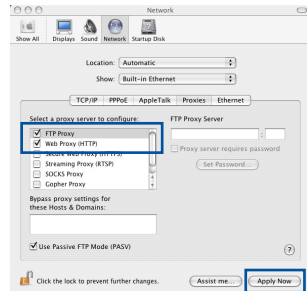 Network
Show All Displays Sound Network Startup Disk
Location: Automatic
Show: Built-in Ethernet
TCP/IP PPPoE AppleTalk Proxies Ethernet
Select a proxy server to configure:
FTP Proxy
Web Proxy (HTTP)
Secure Web Proxy (HTTPS)
Streaming Proxy (RTSP)
SOCKS Proxy
Gopher Proxy
FTP Proxy Server
:
Proxy server requires password
Set Password...
Bypass proxy settings for
these Hosts & Domains:
Use Passive FTP Mode (PASV)
?
Click the lock to prevent further changes.
Assist me...
Apply Now